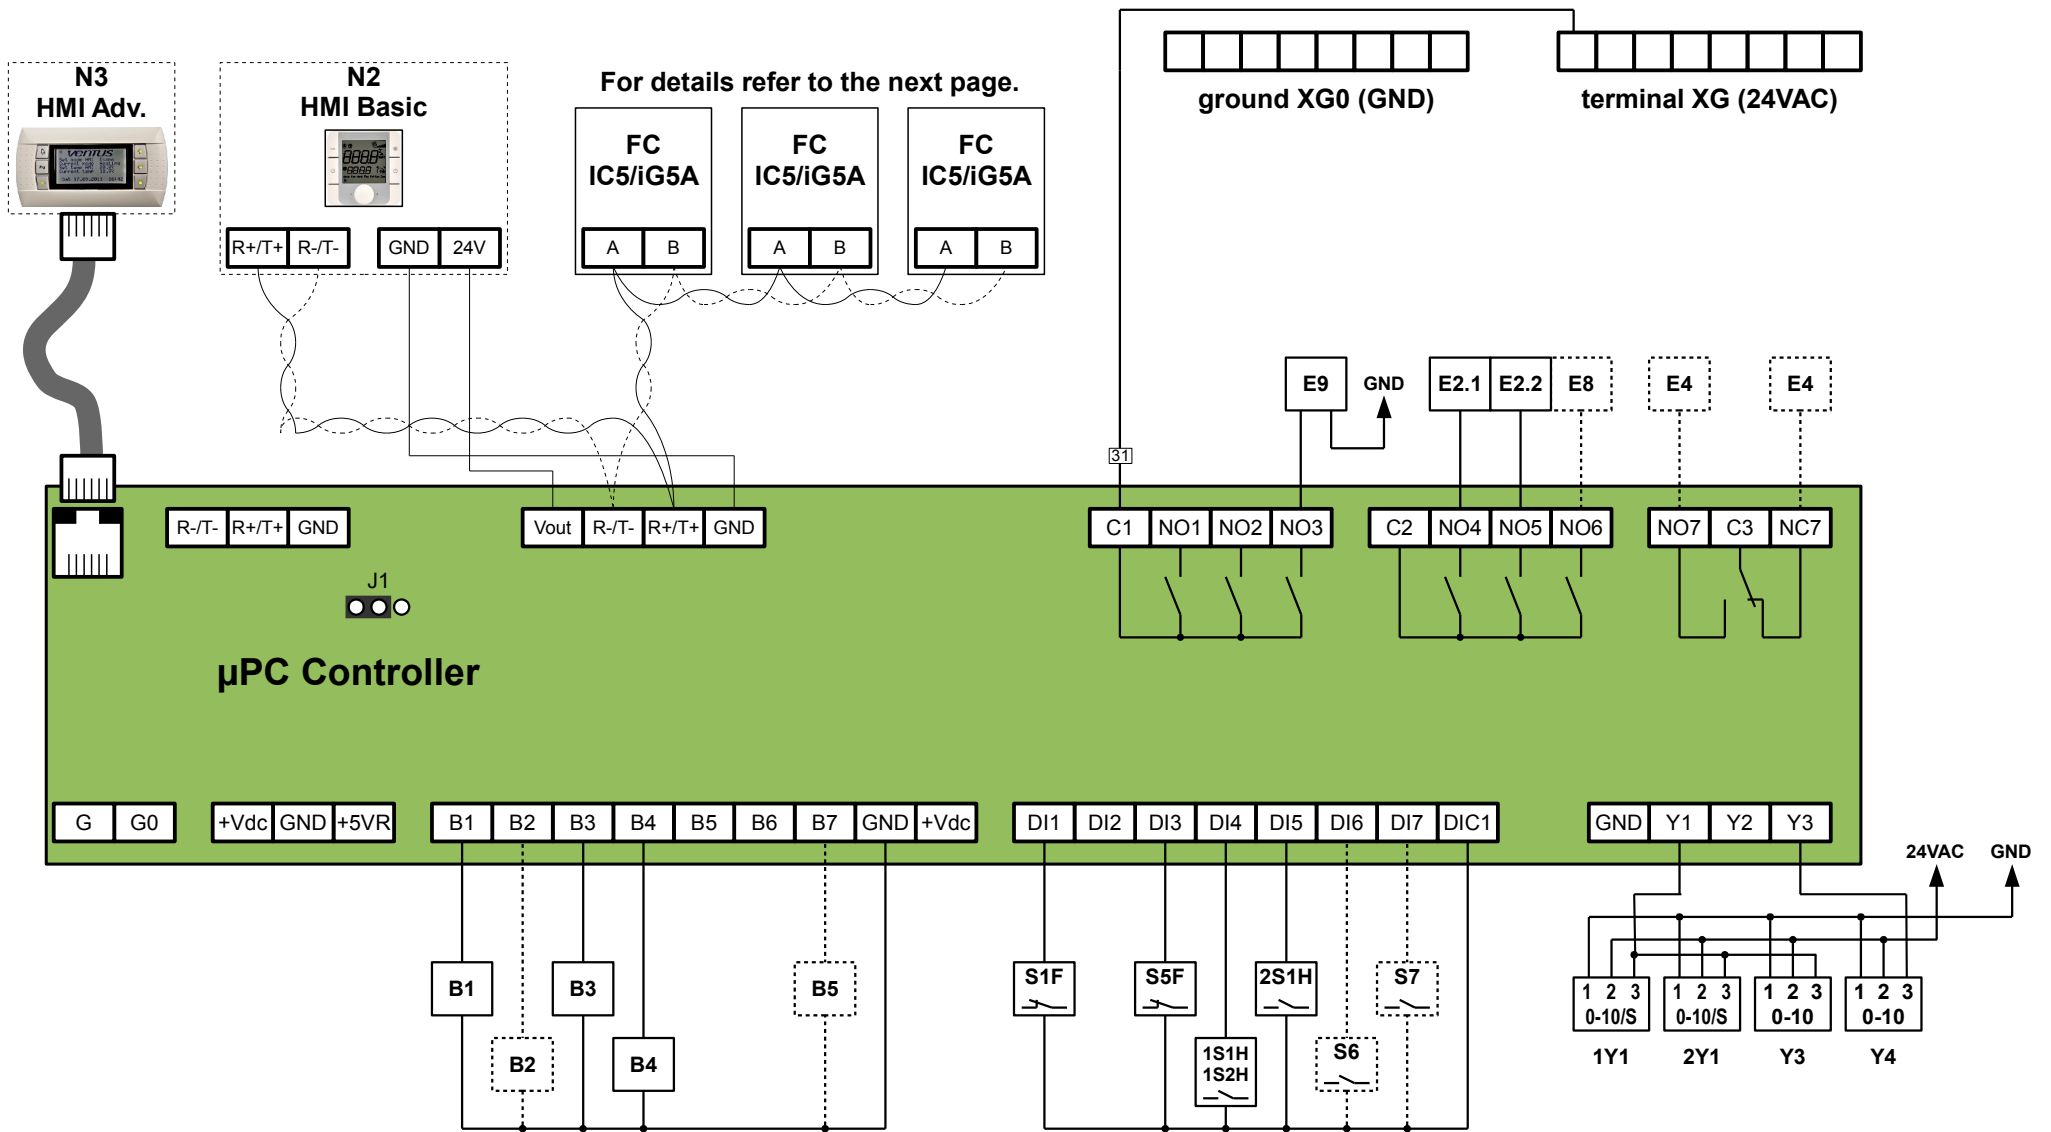 N3
HMI Adv.
VENTUS
N2
HMI Basic
For details refer to the next page.
FC
IC5/iG5A
FC
IC5/iG5A
FC
IC5/iG5A
ground XG0 (GND)
terminal XG (24VAC)
R+/T+ R-/T- GND 24V
A B A B A B
E9 GND E2.1 E2.2 E8 E4 E4
31
R-/T- R+/T+ GND
Vout R-/T- R+/T+ GND
C1 NO1 NO2 NO3
C2 NO4 NO5 NO6
NO7 C3 NC7
J1
µPC Controller
G G0
+Vdc GND +5VR
B1 B2 B3 B4 B5 B6 B7 GND +Vdc
DI1 DI2 DI3 DI4 DI5 DI6 DI7 DIC1
GND Y1 Y2 Y3
24VAC GND
B1 B3 B5
S1F S5F 2S1H S7
B2 B4
1S1H
1S2H
S6
1 2 3 1 2 3 1 2 3 1 2 3
0-10/S 0-10/S 0-10 0-10
1Y1 2Y1 Y3 Y4